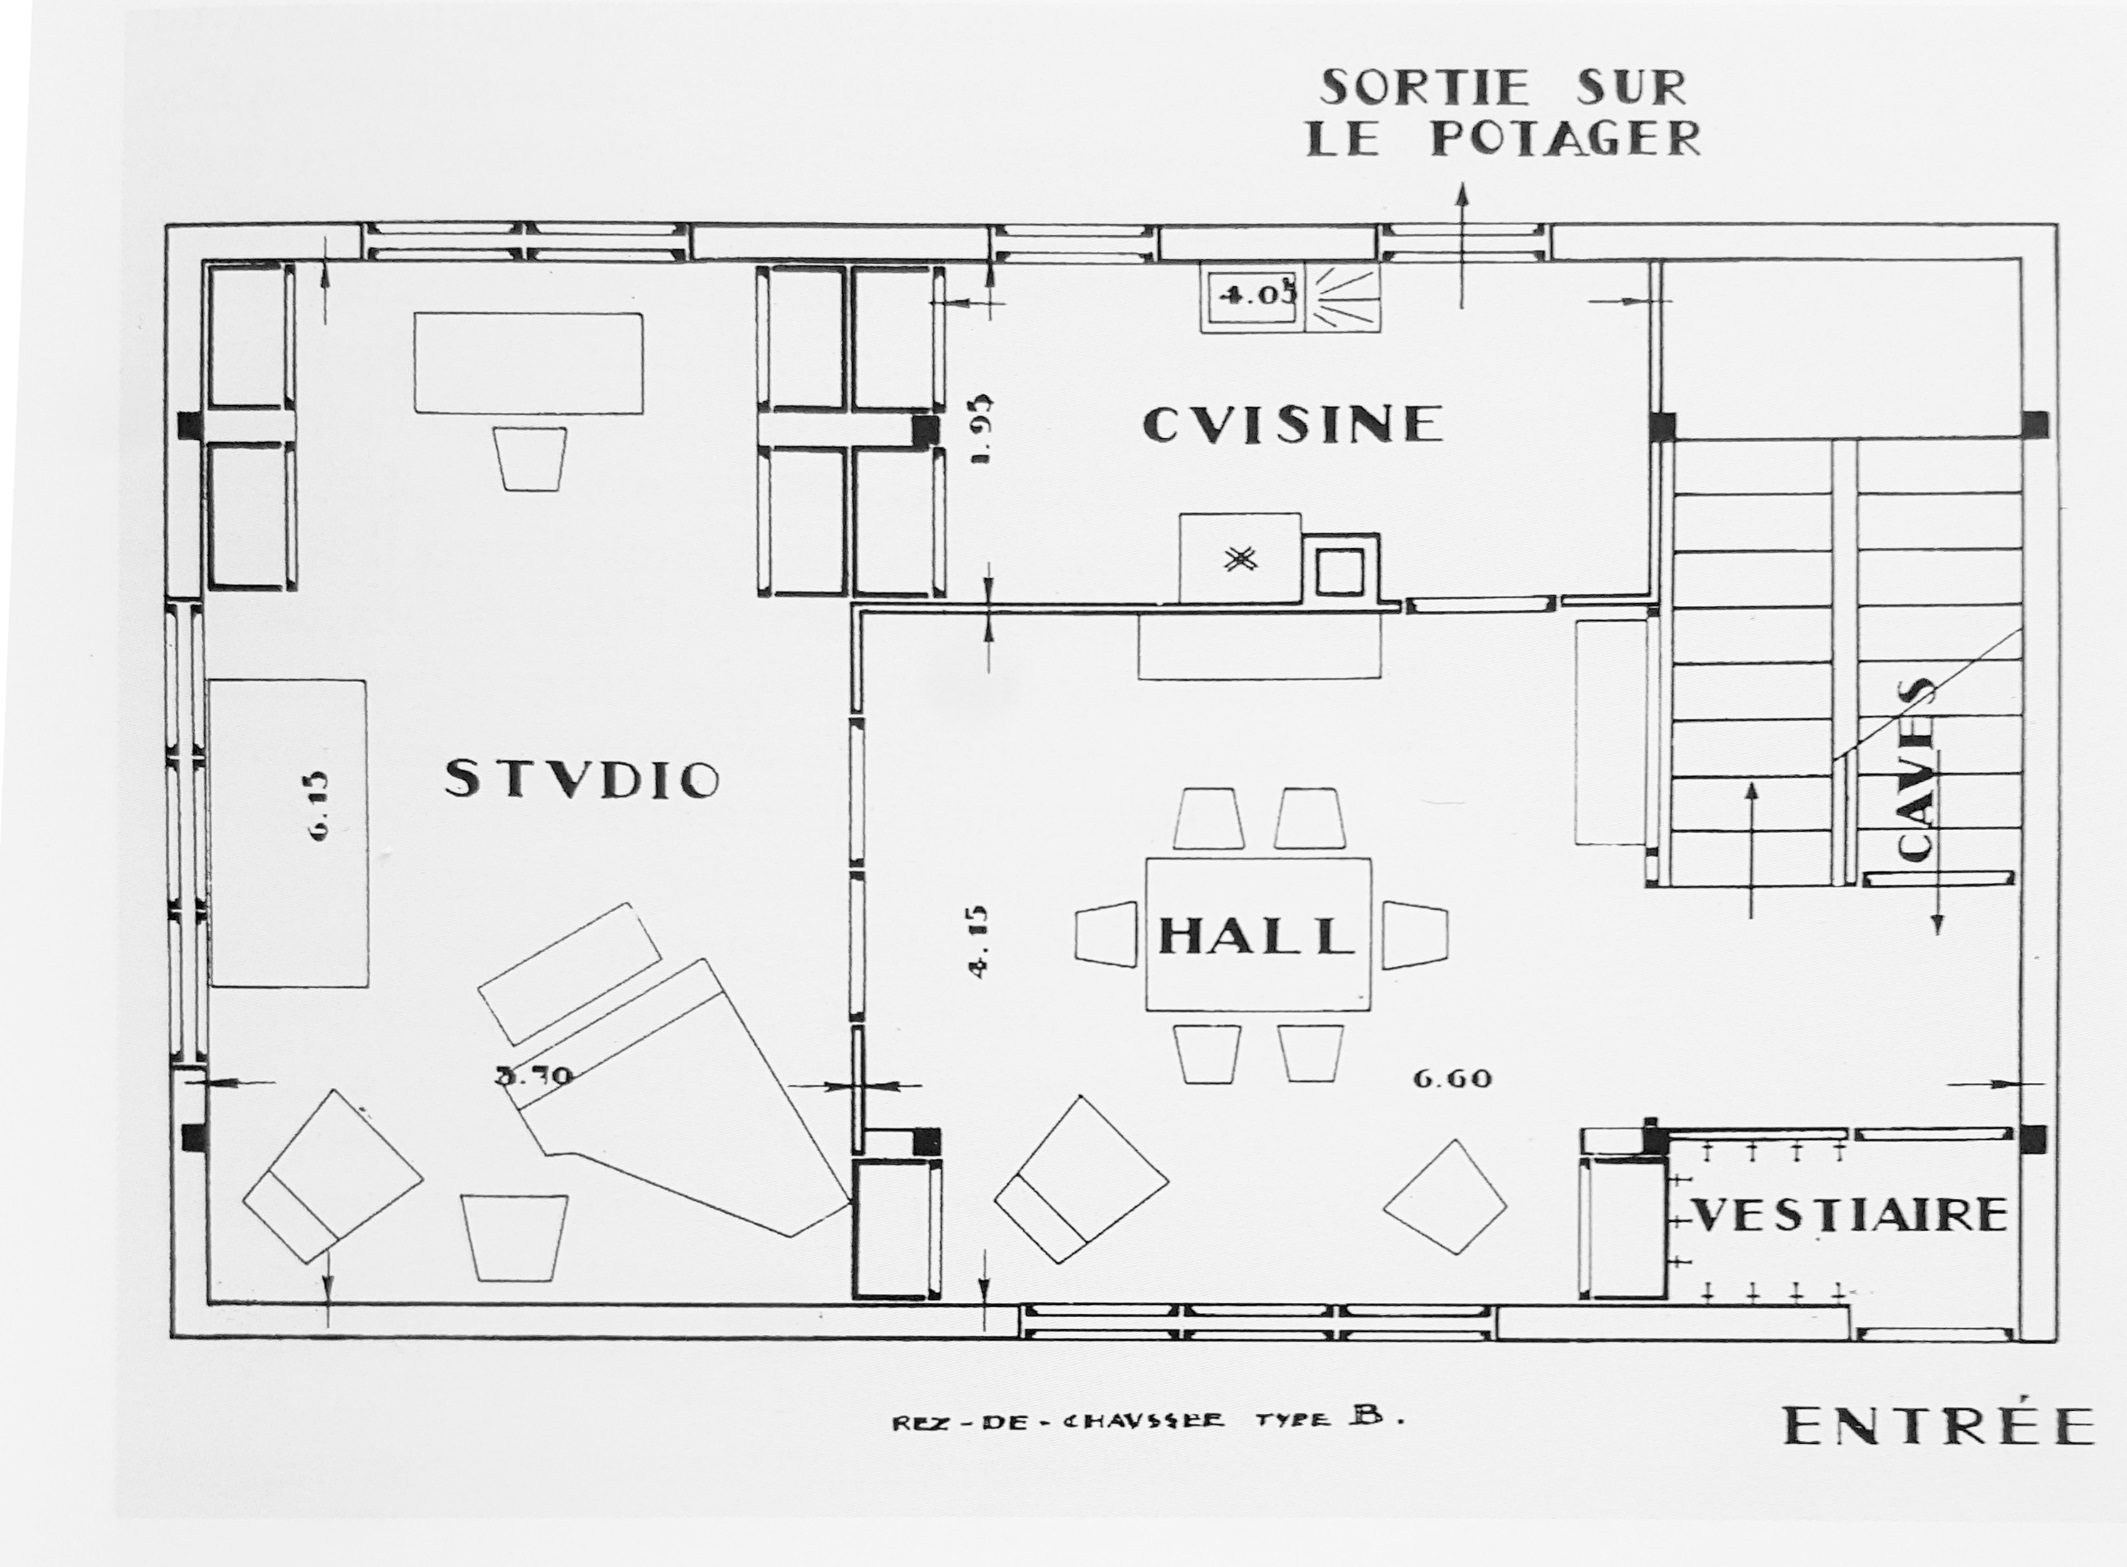 SORTIE SUR
LE POTAGER
4.05
1.95
CVISINE
STVDIO
6.15
CAVES
HALL
4.15
3.70
6.60
VESTIAIRE
REZ-DE-CHAVSSEE TYPE B.
ENTRÉE